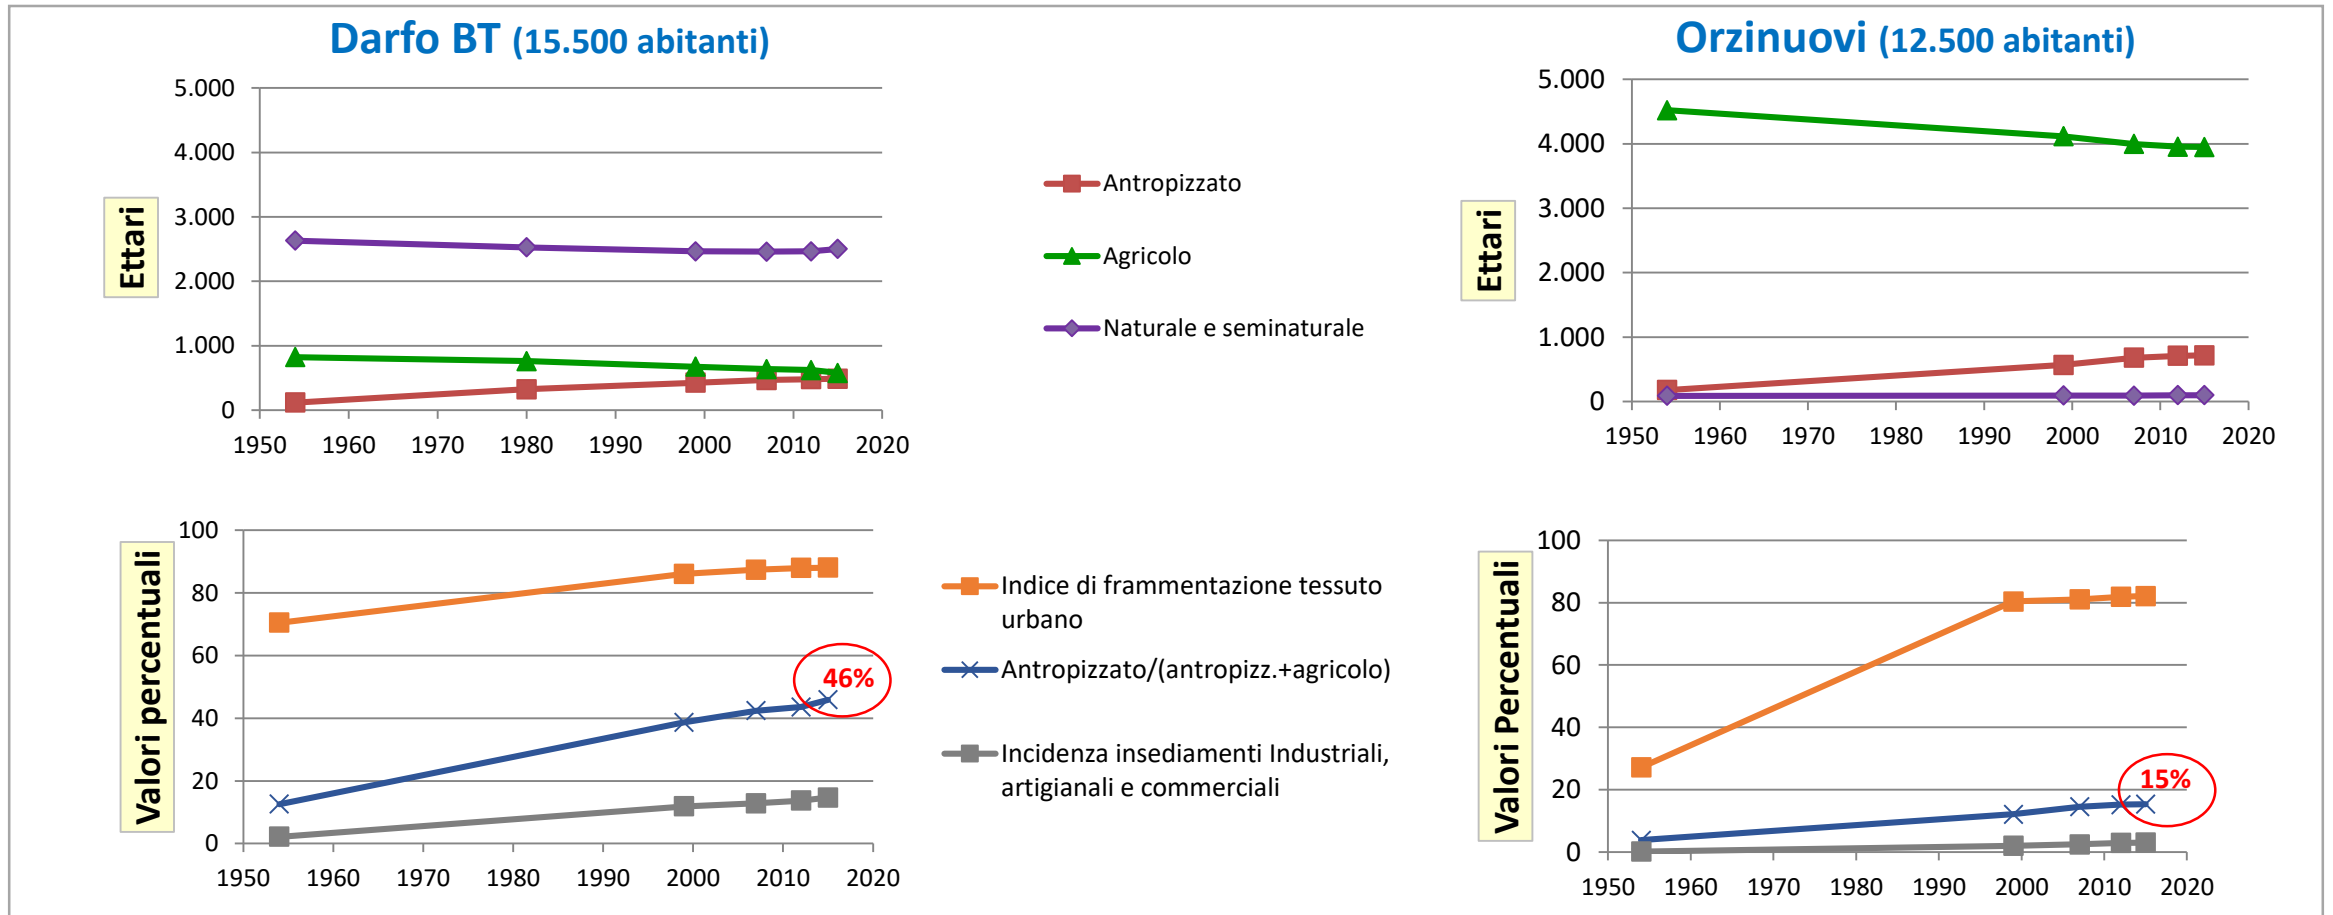 Darfo BT (15.500 abitanti)
5.000
4.000
3.000
2.000
1.000
0
Ettari
1950 1960 1970 1980 1990 2000 2010 2020
Antropizzato
Agricolo
Naturale e seminaturale
Orzinuovi (12.500 abitanti)
5.000
4.000
3.000
2.000
1.000
0
Ettari
1950 1960 1970 1980 1990 2000 2010 2020
100
80
60
40
20
0
Valori percentuali
46%
1950 1960 1970 1980 1990 2000 2010 2020
Indice di frammentazione tessuto
urbano
Antropizzato/(antropizz.+agricolo)
Incidenza insediamenti Industriali,
artigianali e commerciali
100
80
60
40
20
0
Valori Percentuali
15%
1950 1960 1970 1980 1990 2000 2010 2020